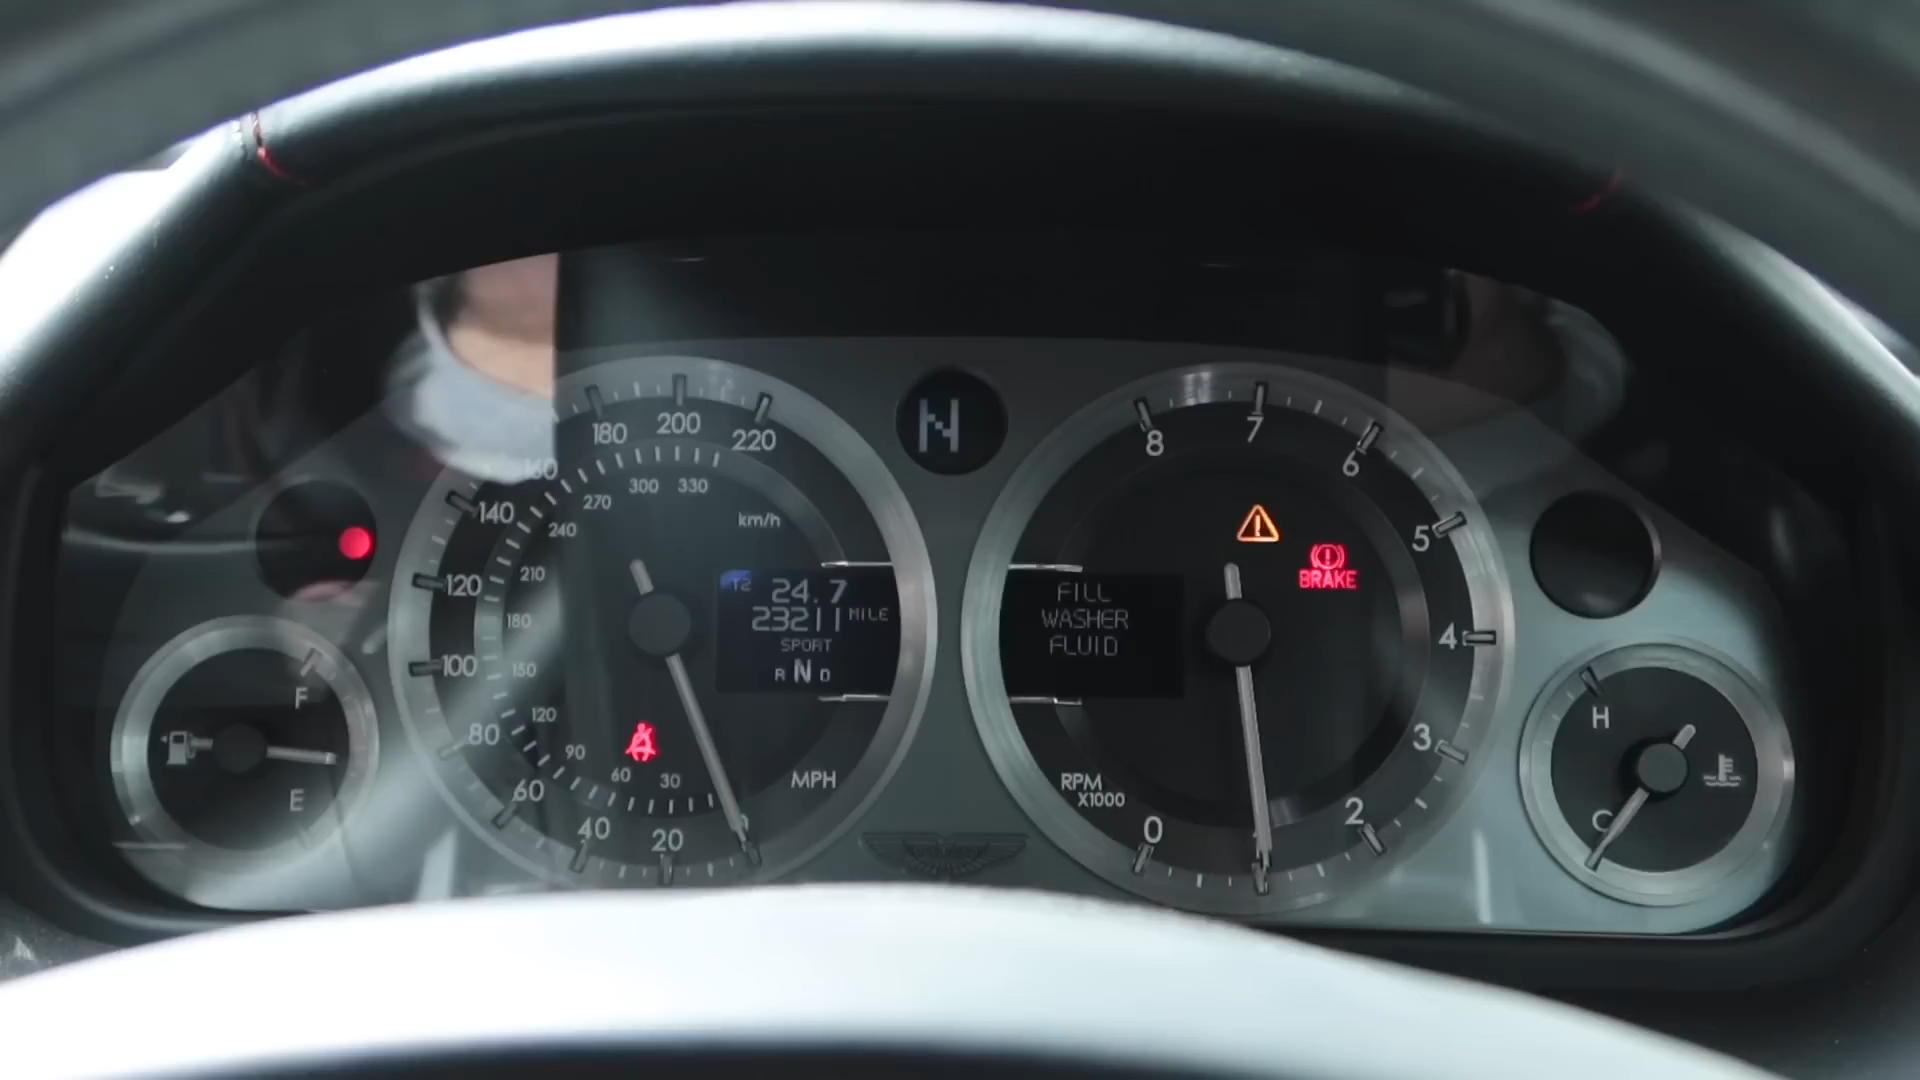 N
180
200
220
160
140
120
100
80
60
40
20
240
270
300
330
km/h
210
180
150
120
90
60
30
MPH
T2
24.7
23211 MILE
SPORT
R N D
F
E
8
7
6
5
4
3
2
0
RPM
X1000
BRAKE
FILL
WASHER
FLUID
H
C